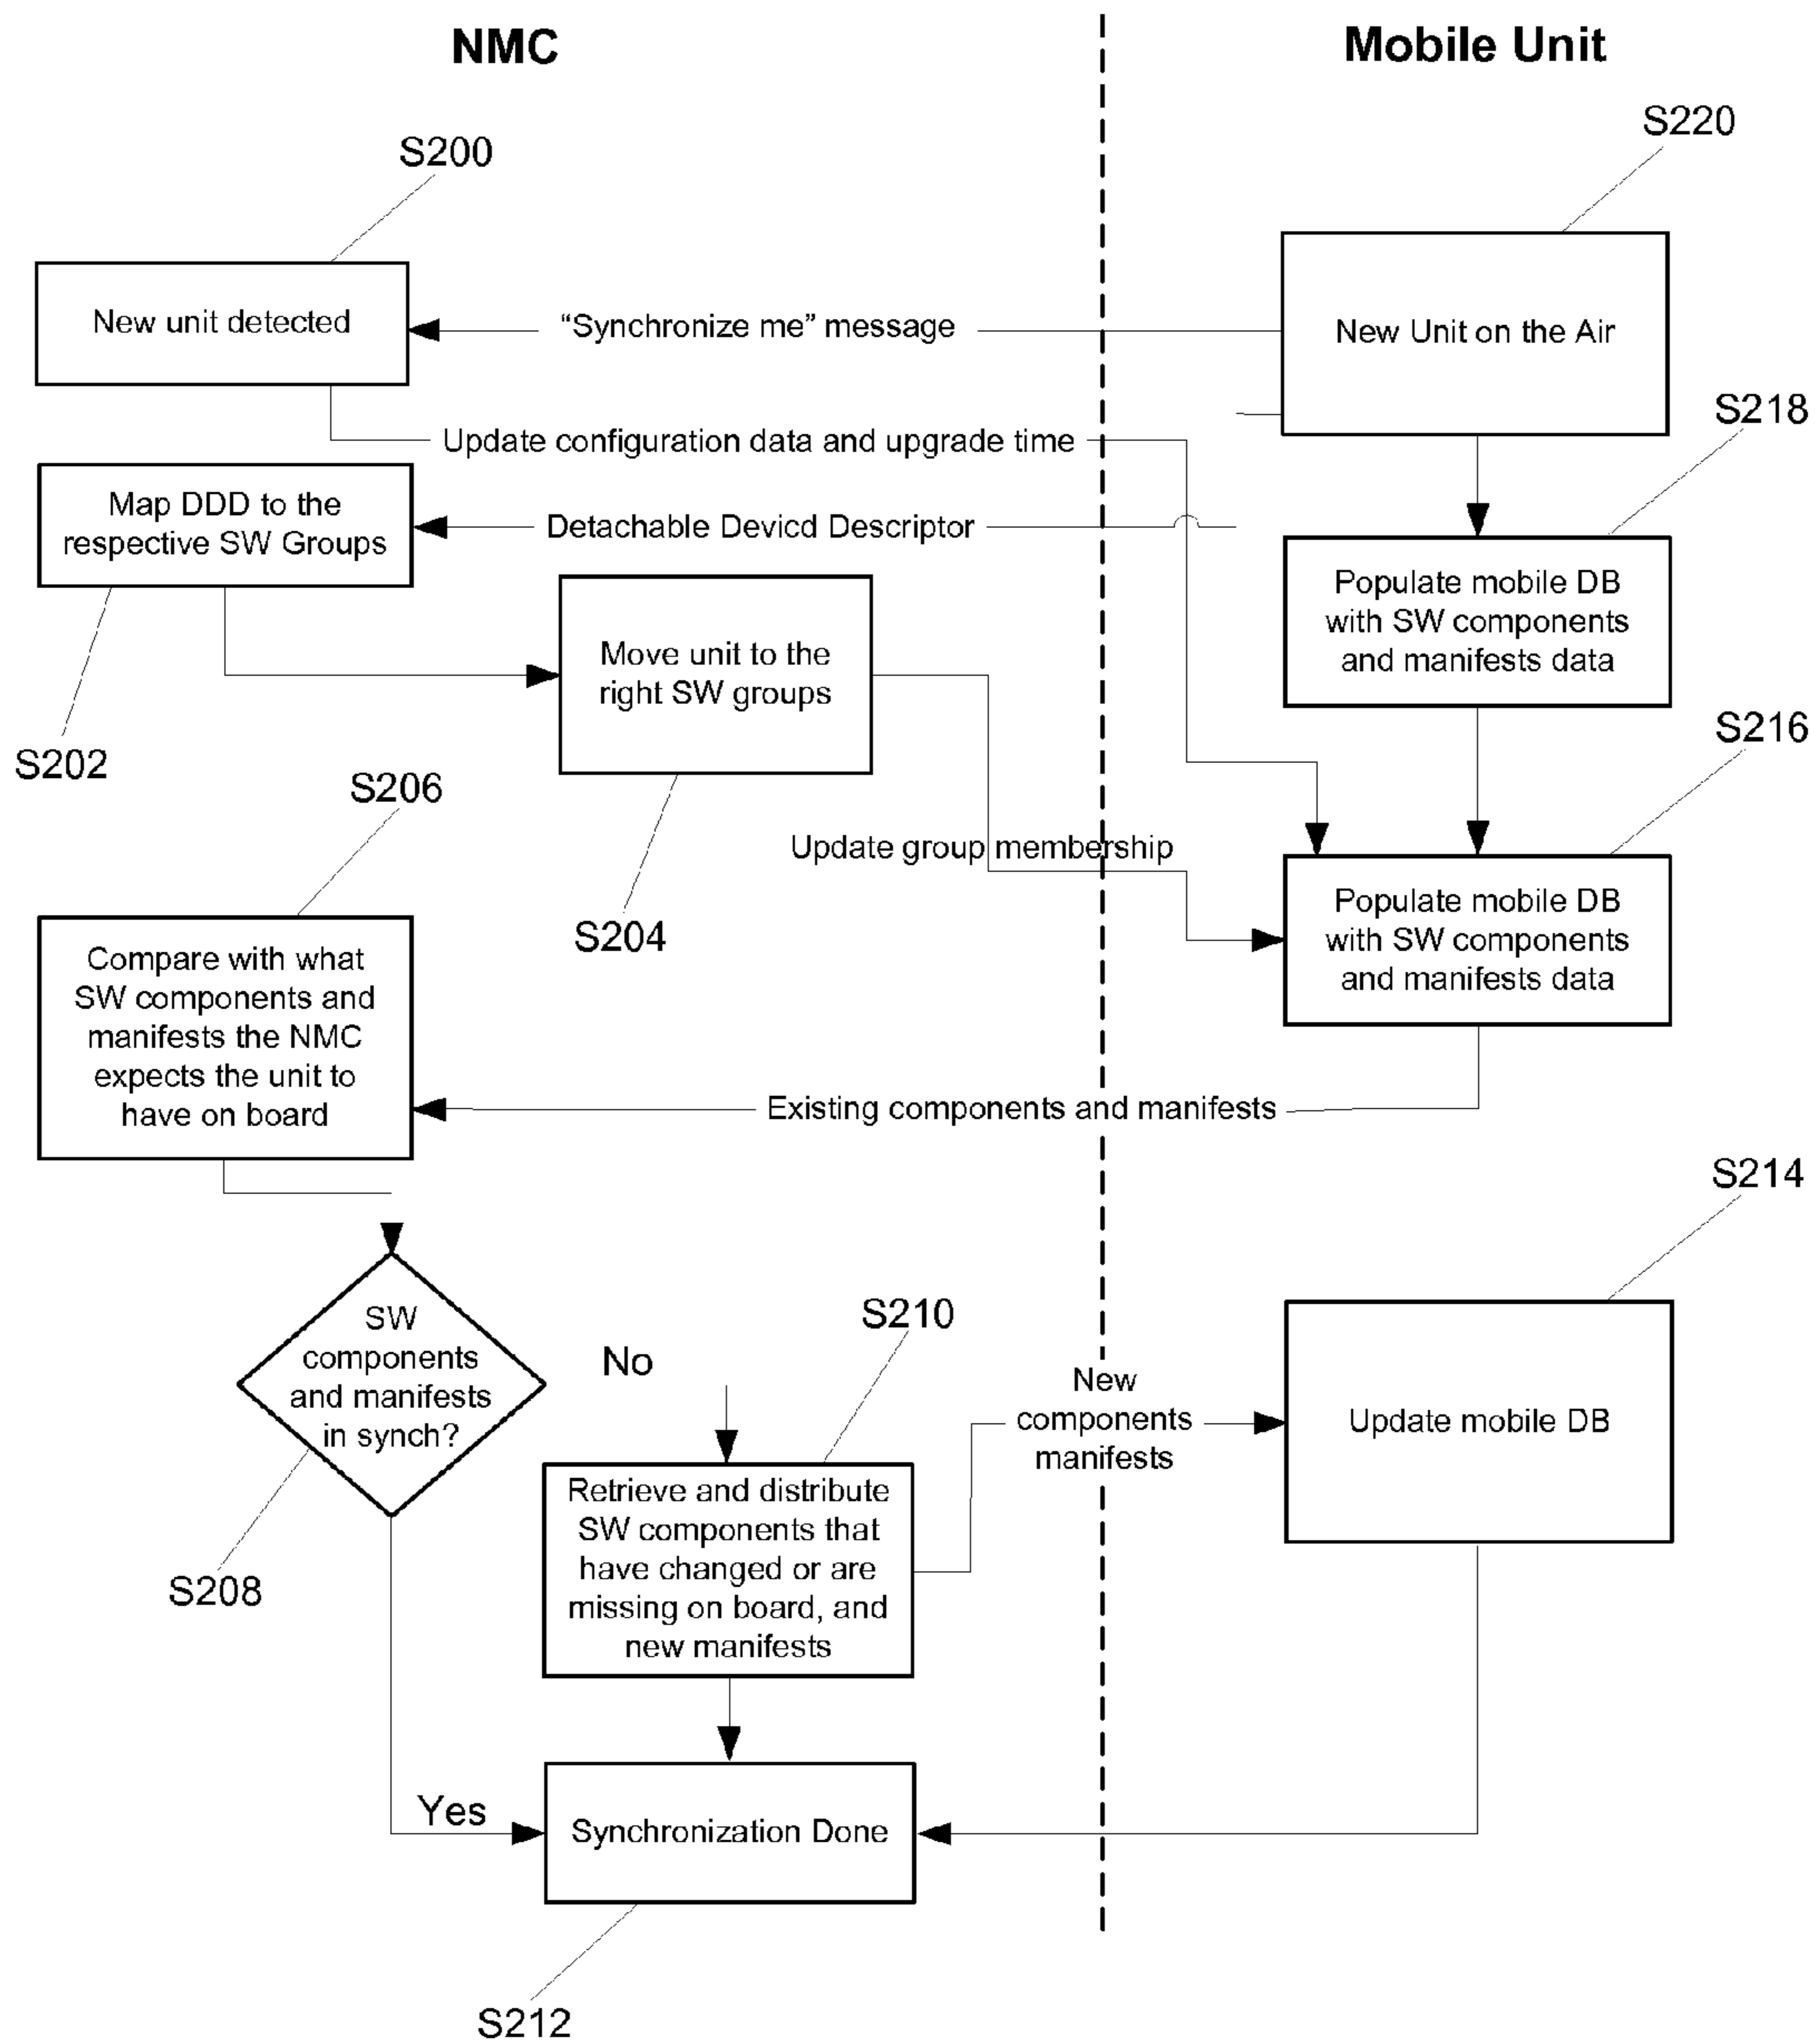 NMC
Mobile Unit
S220
S200
New unit detected
“Synchronize me” message
New Unit on the Air
S218
Update configuration data and upgrade time
Map DDD to the
respective SW Groups
Detachable Devicd Descriptor
Populate mobile DB
with SW components
and manifests data
Move unit to the
right SW groups
S202
S216
S206
Update group membership
S204
Populate mobile DB
with SW components
and manifests data
Compare with what
SW components and
manifests the NMC
expects the unit to
have on board
Existing components and manifests
S214
SW
components
and manifests
in synch?
S210
No
New
components
manifests
Update mobile DB
S208
Retrieve and distribute
SW components that
have changed or are
missing on board, and
new manifests
Yes
Synchronization Done
S212